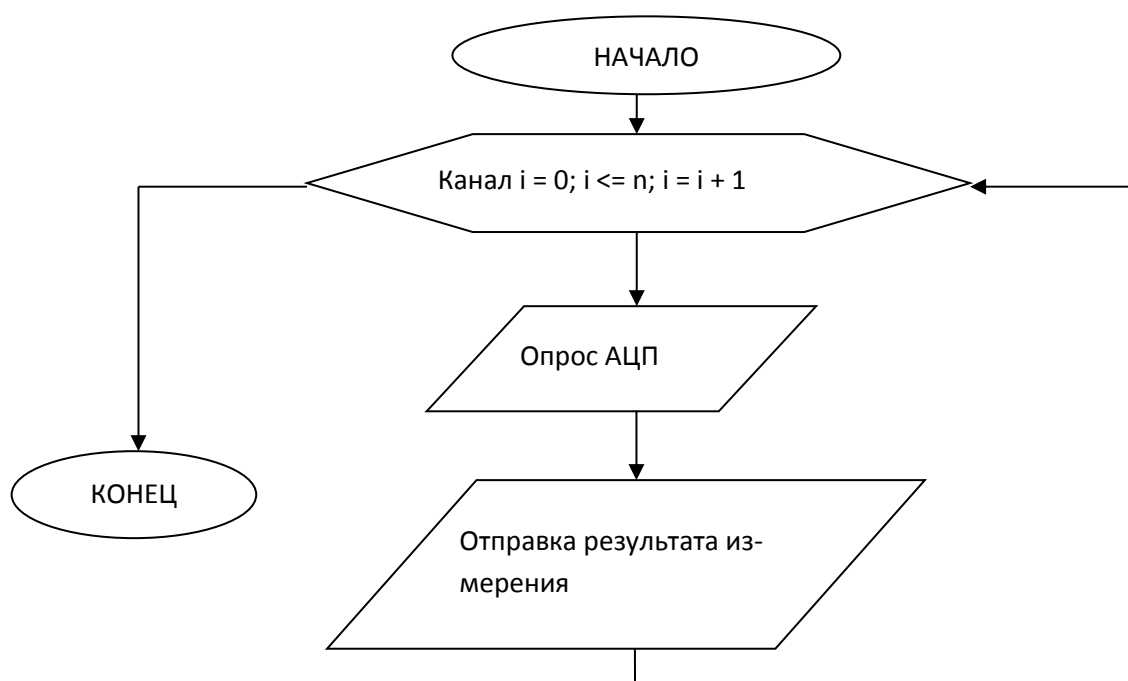 НАЧАЛО
Канал i = 0; i <= n; i = i + 1
Опрос АЦП
КОНЕЦ
Отправка результата из-
мерения